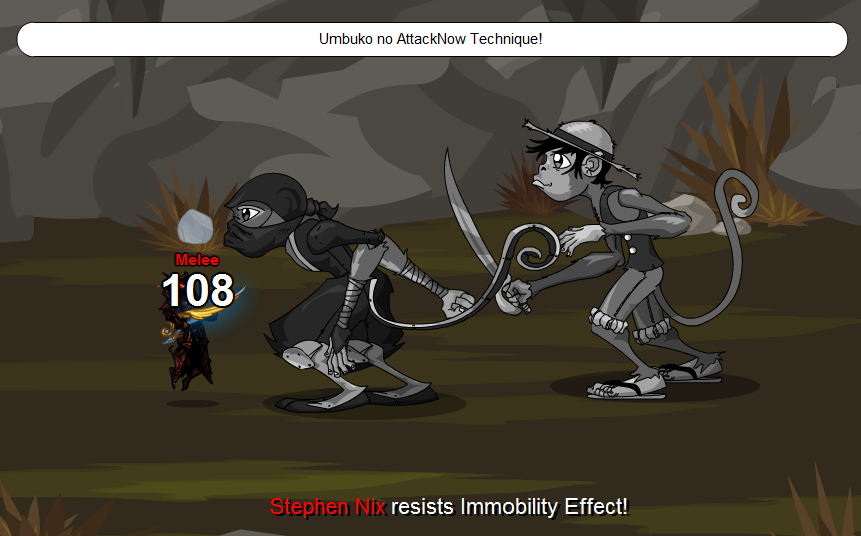 Umbuko no AttackNow Technique!
Melee
108
Stephen Nix resists Immobility Effect!